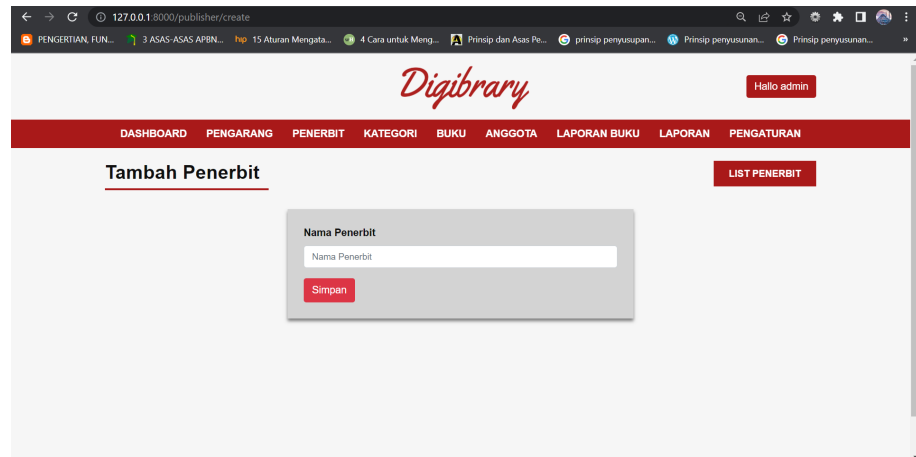 127.0.0.1:8000/publisher/create
PENGERTIAN, FUN... 3 ASAS-ASAS APBN... hip 15 Aturan Mengata... 4 Cara untuk Meng... A Prinsip dan Asas Pe... G prinsip penyusupan... Prinsip penyusunan... G Prinsip penyusunan... »
Digibrary
Hallo admin
DASHBOARD PENGARANG PENERBIT KATEGORI BUKU ANGGOTA LAPORAN BUKU LAPORAN PENGATURAN
Tambah Penerbit
LIST PENERBIT
Nama Penerbit
Nama Penerbit
Simpan